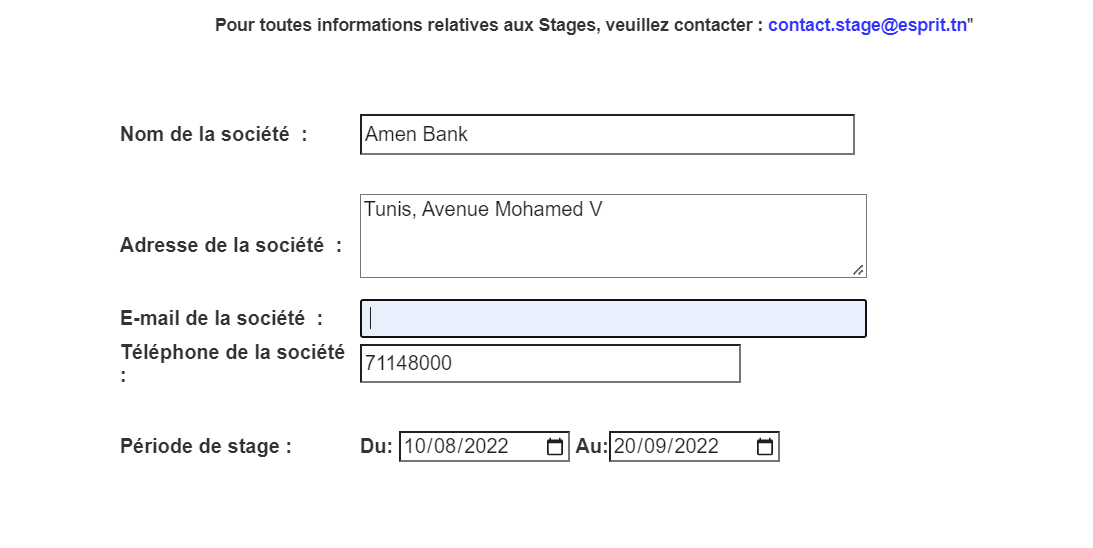 Pour toutes informations relatives aux Stages, veuillez contacter : contact.stage@esprit.tn"
Nom de la société :
Amen Bank
Adresse de la société :
Tunis, Avenue Mohamed V
E-mail de la société :
Téléphone de la société
:
71148000
Période de stage :
Du: 10/08/2022 Au: 20/09/2022